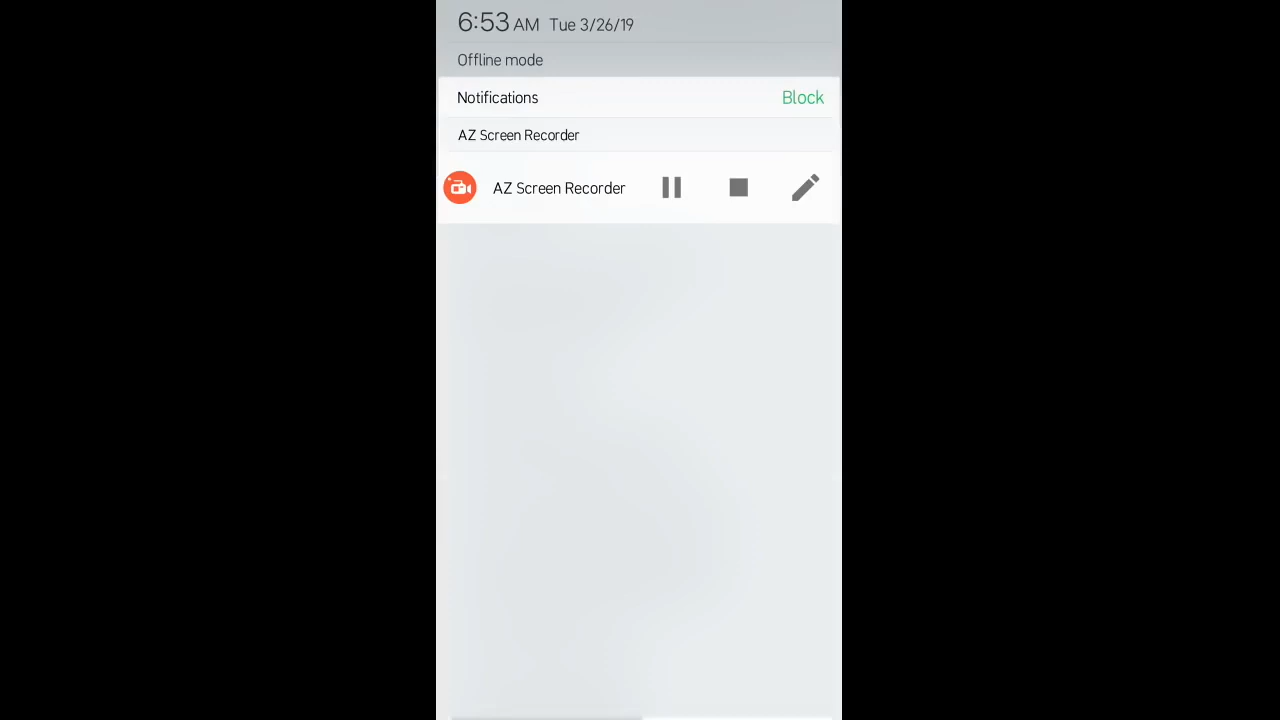 6:53 AM Tue 3/26/19
Offline mode
Notifications Block
AZ Screen Recorder
AZ Screen Recorder